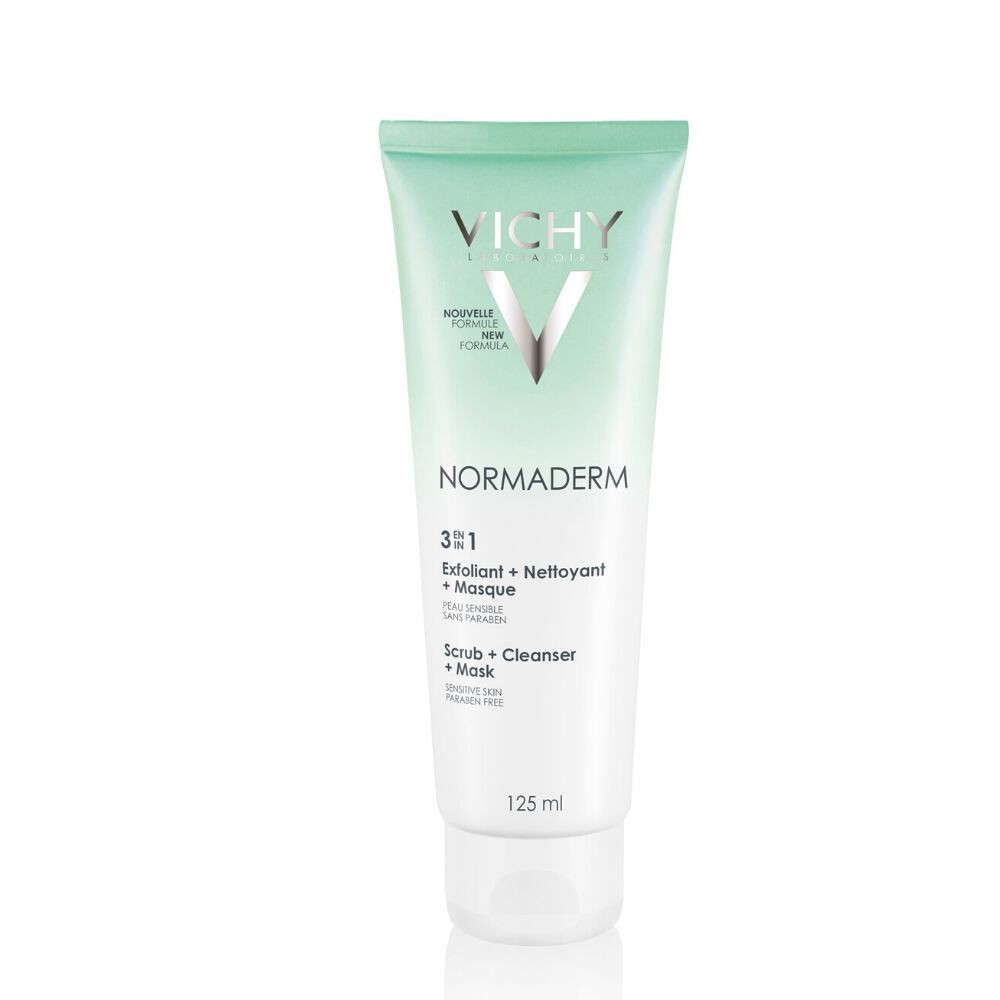 VICHY
LABORATOIRES
V
NOUVELLE
FORMULE
NEW
FORMULA
NORMADERM
3 EN IN 1
Exfoliant + Nettoyant
+ Masque
PEAU SENSIBLE
SANS PARABEN
Scrub + Cleanser
+ Mask
SENSITIVE SKIN
PARABEN FREE
125 ml